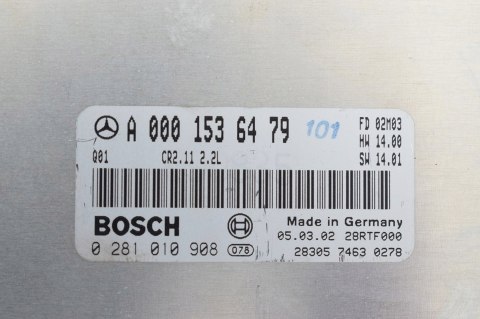 A 000 153 64 79 101 FD 02M03
HW 14.00
Q01 CR2.11 2.2L SW 14.01
BOSCH Made in Germany
05.03.02 28RTF000
0 281 010 908 078 28305 7463 0278